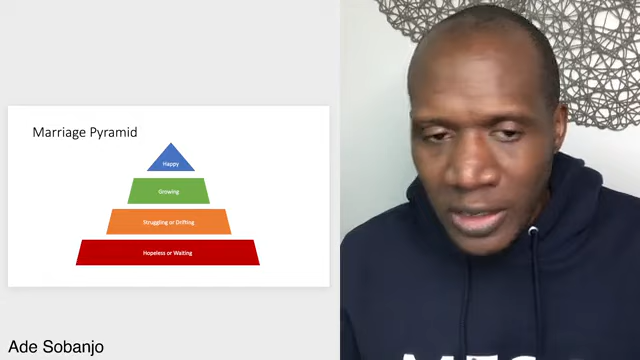 Marriage Pyramid
Happy
Growing
Struggling or Drifting
Hopeless or Waiting
Ade Sobanjo